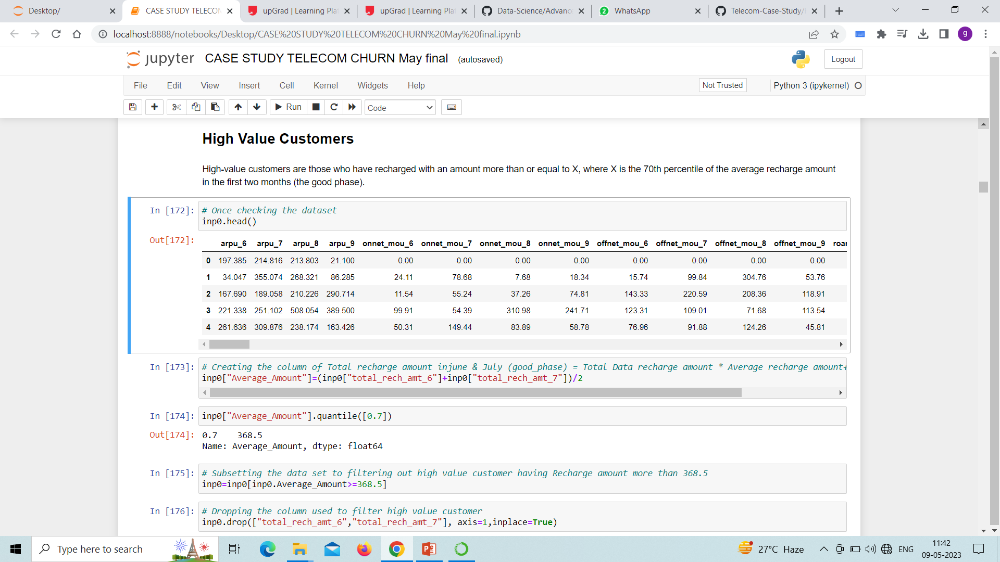 Desktop/
CASE STUDY TELECOM
upGrad | Learning Pla
upGrad | Learning Pla
Data-Science/Advance
2
WhatsApp
Telecom-Case-Study/
localhost:8888/notebooks/Desktop/CASE%20STUDY%20TELECOM%20CHURN%20May%20final.ipynb
g
jupyter CASE STUDY TELECOM CHURN May final (autosaved)
Logout
File Edit View Insert Cell Kernel Widgets Help
Not Trusted
Python 3 (ipykernel)
Run
Code
High Value Customers
High-value customers are those who have recharged with an amount more than or equal to X, where X is the 70th percentile of the average recharge amount
in the first two months (the good phase).
In [172]: # Once checking the dataset
inp0.head()
Out[172]:
arpu_6 arpu_7 arpu_8 arpu_9 onnet_mou_6 onnet_mou_7 onnet_mou_8 onnet_mou_9 offnet_mou_6 offnet_mou_7 offnet_mou_8 offnet_mou_9 roar
0 197.385 214.816 213.803 21.100 0.00 0.00 0.00 0.00 0.00 0.00 0.00 0.00
1 34.047 355.074 268.321 86.285 24.11 78.68 7.68 18.34 15.74 99.84 304.76 53.76
2 167.690 189.058 210.226 290.714 11.54 55.24 37.26 74.81 143.33 220.59 208.36 118.91
3 221.338 251.102 508.054 389.500 99.91 54.39 310.98 241.71 123.31 109.01 71.68 113.54
4 261.636 309.876 238.174 163.426 50.31 149.44 83.89 58.78 76.96 91.88 124.26 45.81
In [173]: # Creating the column of Total recharge amount injune & July (good_phase) = Total Data recharge amount * Average recharge amount+
inp0["Average_Amount"]=(inp0["total_rech_amt_6"]+inp0["total_rech_amt_7"])/2
In [174]: inp0["Average_Amount"].quantile([0.7])
Out[174]: 0.7 368.5
Name: Average_Amount, dtype: float64
In [175]: # Subsetting the data set to filtering out high value customer having Recharge amount more than 368.5
inp0=inp0[inp0.Average_Amount>=368.5]
In [176]: # Dropping the column used to filter high value customer
inp0.drop(["total_rech_amt_6","total_rech_amt_7"], axis=1,inplace=True)
Type here to search
27°C Haze
ENG
11:42
09-05-2023